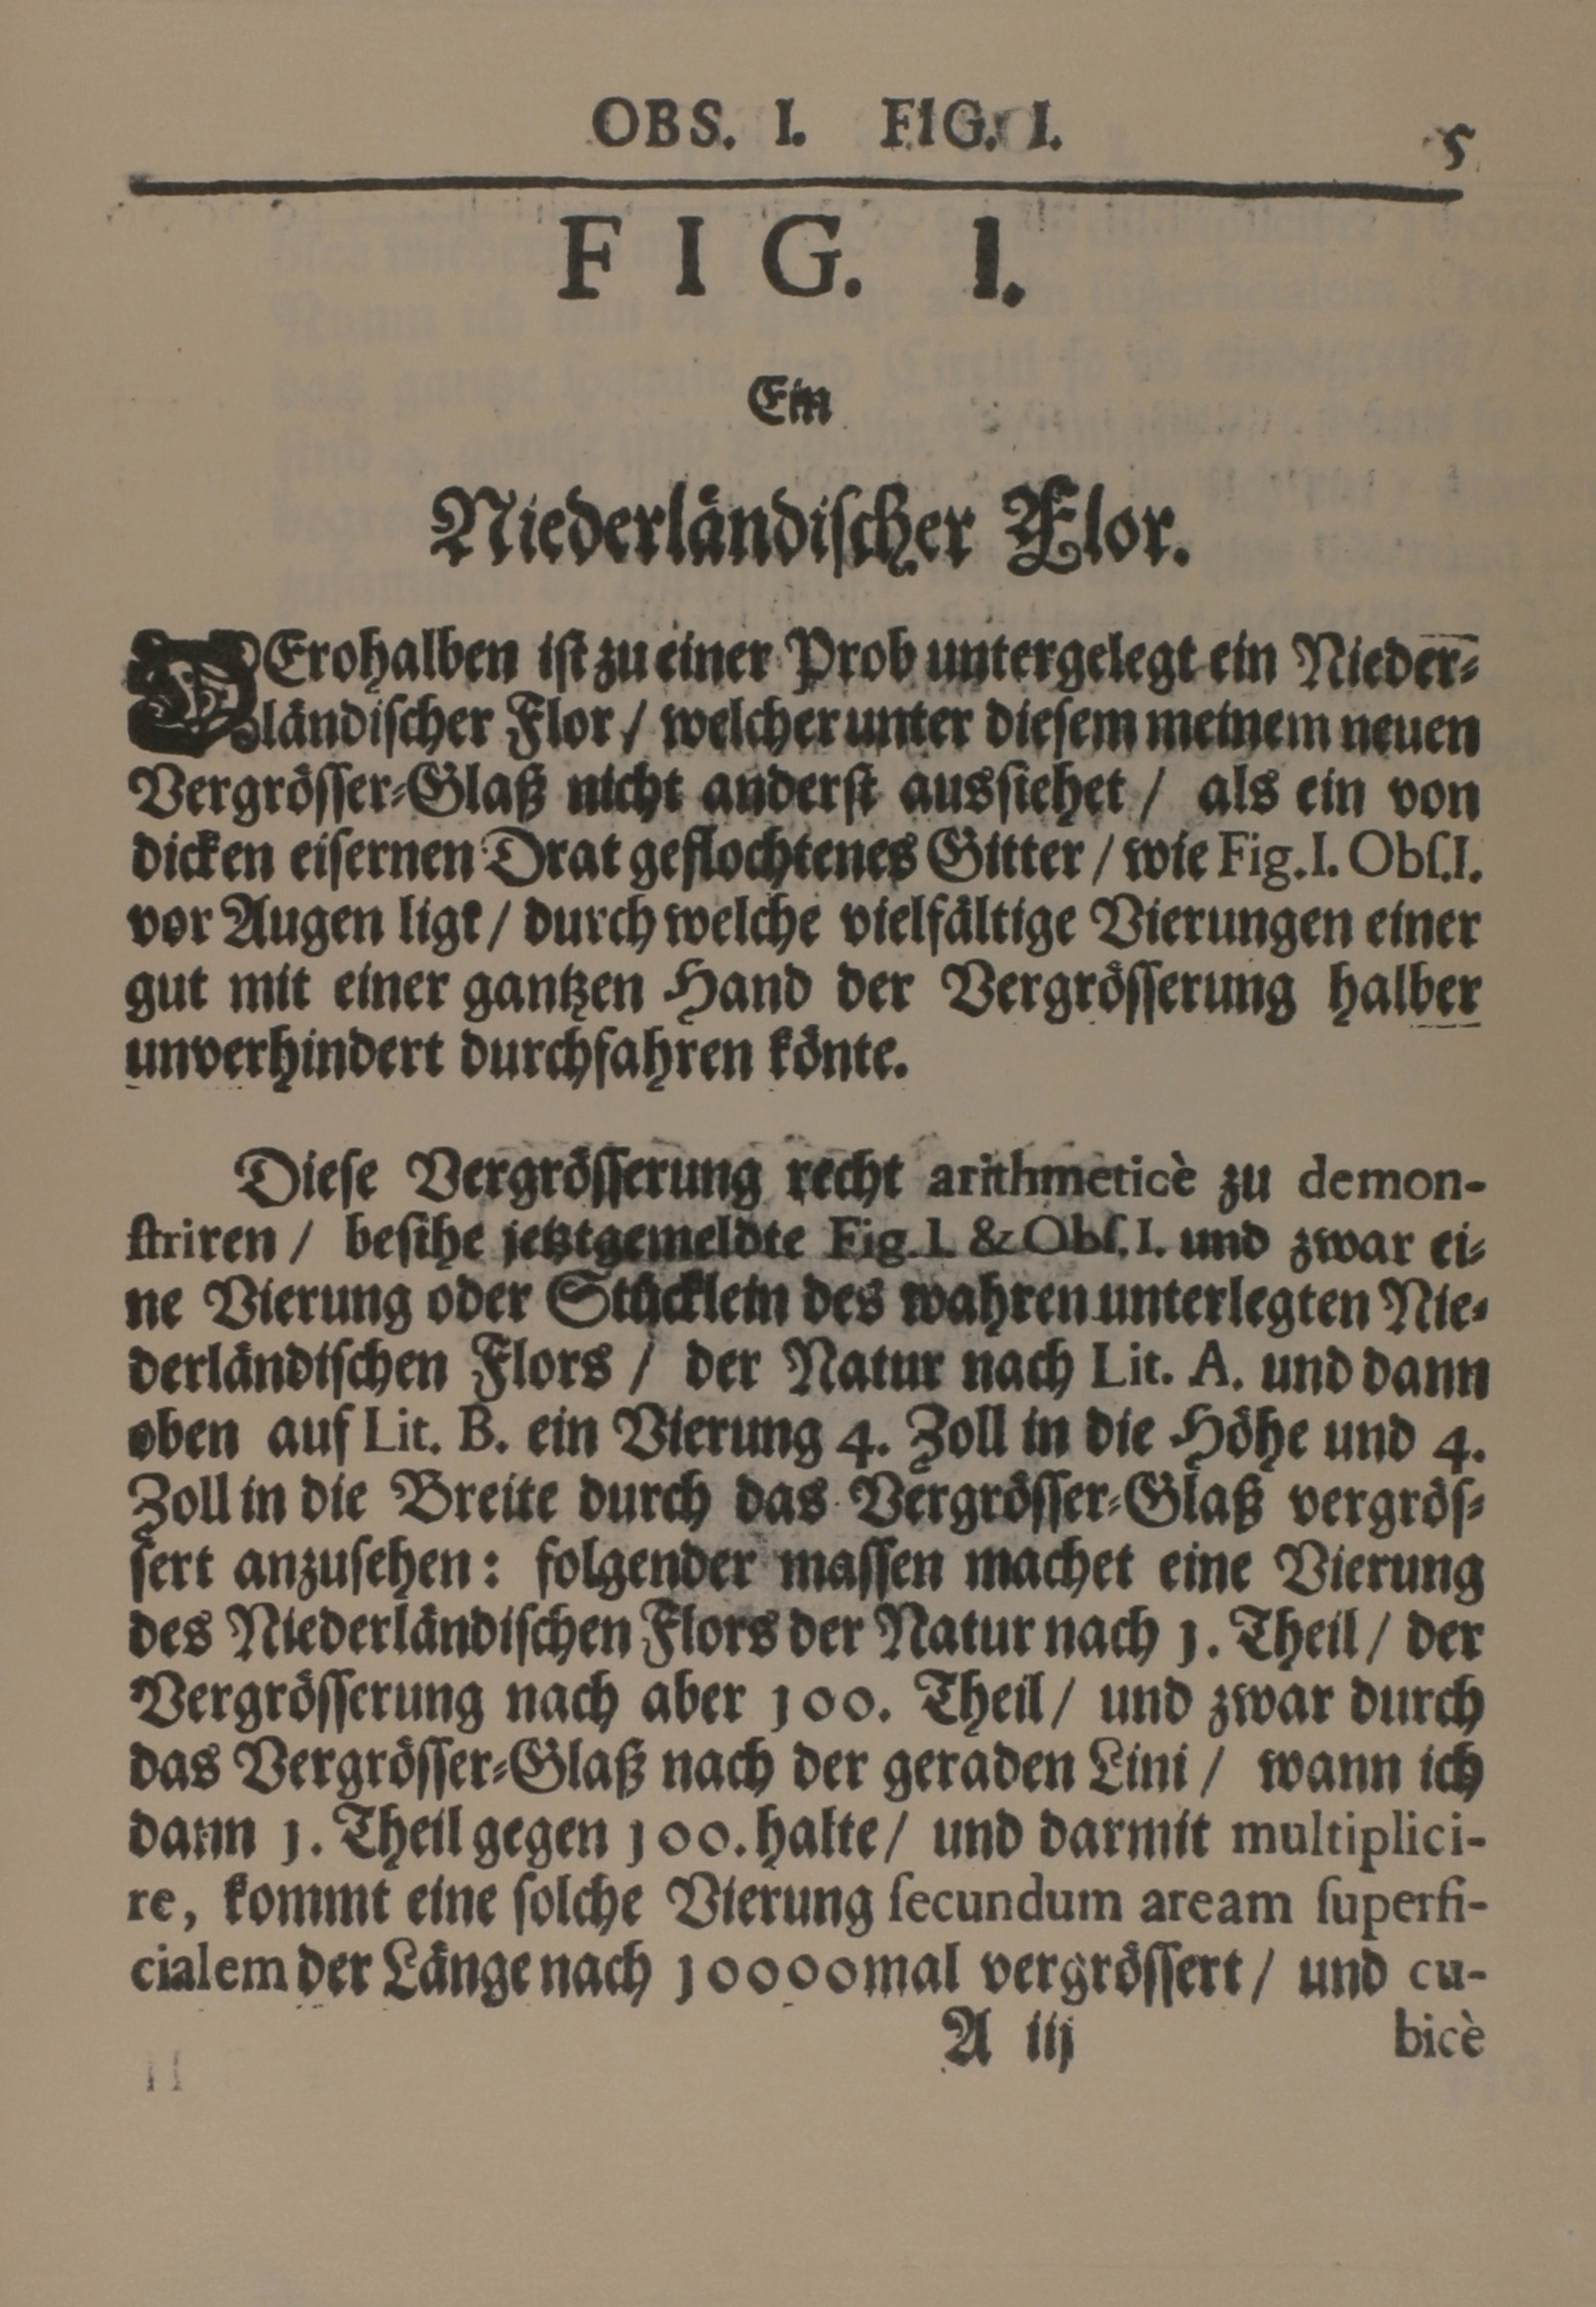 OBS. I. FIG. I. 5
FIG. I.
Ein
Niederländiſcher Flor.
DErohalben iſt zu einer Prob untergelegt ein Nieder-
ländiſcher Flor / welcher unter dieſem meinem neuen
Vergröſſer-Glaß nicht anderſt ausſiehet / als ein von
dicken eiſernen Drat geflochtenes Gitter / wie Fig. I. Obſ. I.
vor Augen ligt / durch welche vielfältige Vierungen einer
gut mit einer gantzen Hand der Vergröſſerung halber
unverhindert durchfahren könte.
Dieſe Vergröſſerung recht arithmeticè zu demon-
ſtriren / beſihe jetztgemeldte Fig. I. & Obſ. I. und zwar ei-
ne Vierung oder Stücklein des wahren unterlegten Nie-
derländiſchen Flors / der Natur nach Lit. A. und dann
oben auf Lit. B. ein Vierung 4. Zoll in die Höhe und 4.
Zoll in die Breite durch das Vergröſſer-Glaß vergröſ-
ſert anzuſehen: folgender maſſen machet eine Vierung
des Niederländiſchen Flors der Natur nach 1. Theil / der
Vergröſſerung nach aber 100. Theil / und zwar durch
das Vergröſſer-Glaß nach der geraden Lini / wann ich
dann 1. Theil gegen 100. halte / und darmit multiplici-
re, kommt eine ſolche Vierung ſecundum aream ſuperfi-
cialem der Länge nach 10000mal vergröſſert / und cu-
A iij bicè